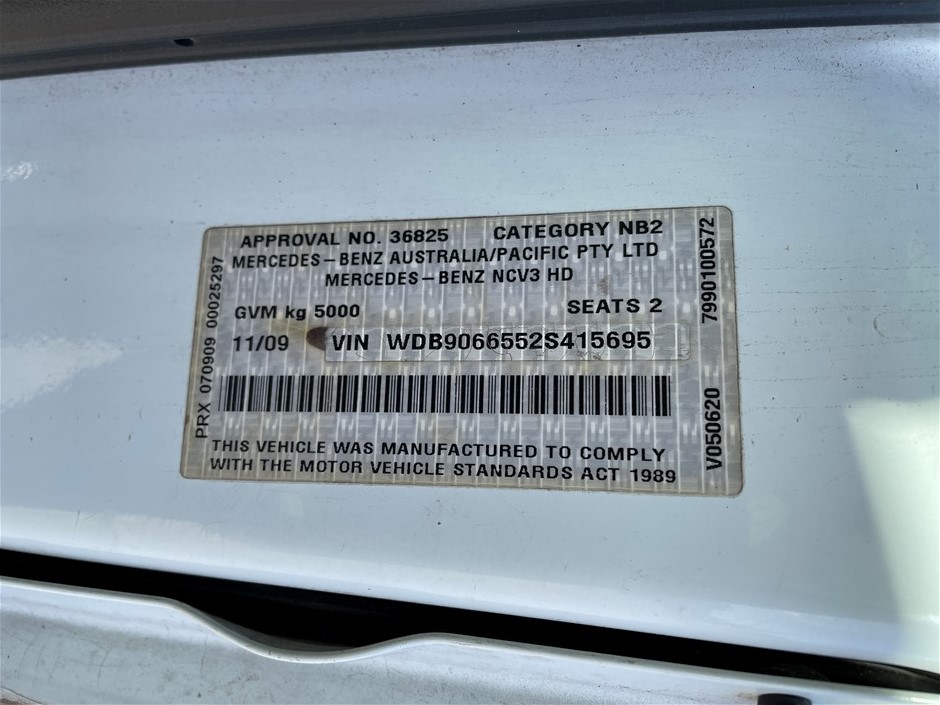 APPROVAL NO. 36825 CATEGORY NB2
MERCEDES-BENZ AUSTRALIA/PACIFIC PTY LTD
MERCEDES-BENZ NCV3 HD
GVM kg 5000 SEATS 2
11/09 VIN WDB9066552S415695
THIS VEHICLE WAS MANUFACTURED TO COMPLY
WITH THE MOTOR VEHICLE STANDARDS ACT 1989
PRX 070909 00025297
V050620 7990100572